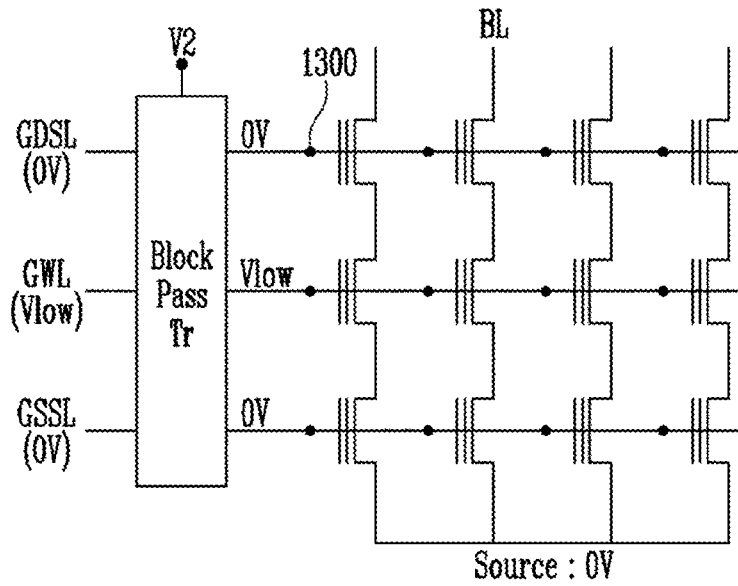 V2
1300
BL
GDSL
(0V)
0V
Block
Pass
Tr
GWL
(Vlow)
Vlow
GSSL
(0V)
0V
Source : 0V